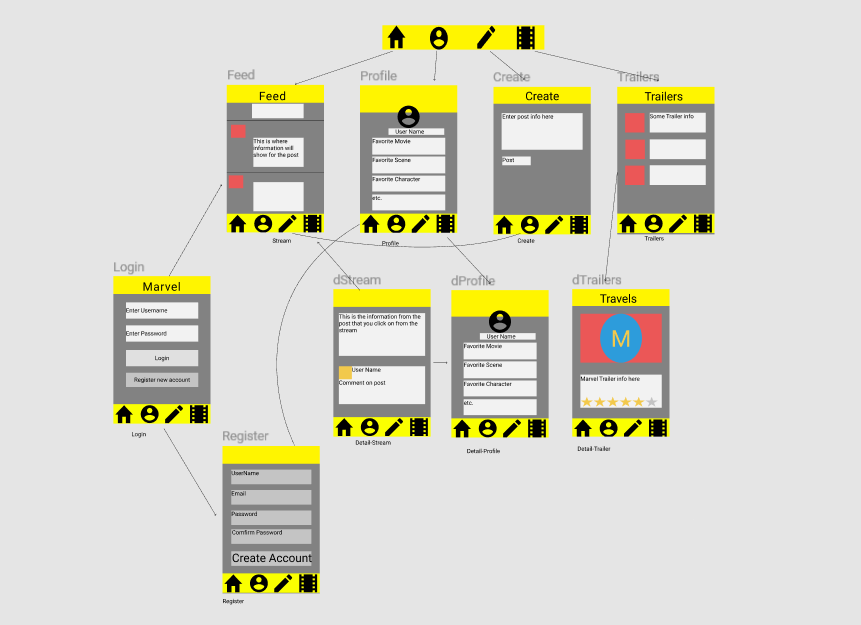 Feed
Profile
Create
Trailers
Feed
This is where
information will
show for the post
Stream
User Name
Favorite Movie
Favorite Scene
Favorite Character
etc.
Profile
Create
Enter post info here
Post
Create
Trailers
Some Trailer info
Trailers
Login
Marvel
Enter Username
Enter Password
Login
Register new account
Login
dStream
This is the information from the
post that you click on from the
stream
User Name
Comment on post
Detail-Stream
dProfile
User Name
Favorite Movie
Favorite Scene
Favorite Character
etc.
Detail-Profile
dTrailers
Travels
M
Marvel Trailer info here
Detail-Trailer
Register
UserName
Email
Password
Comfirm Password
Create Account
Register